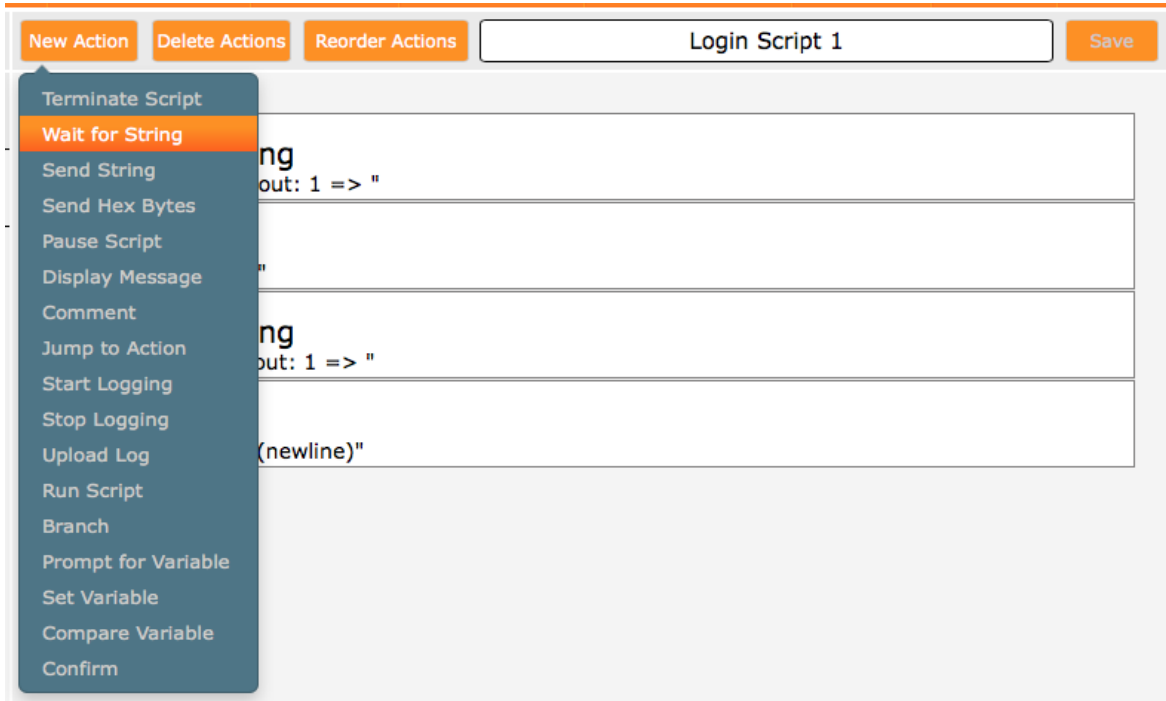 New Action Delete Actions Reorder Actions Login Script 1 Save
Terminate Script
Wait for String
Send String
Send Hex Bytes
Pause Script
Display Message
Comment
Jump to Action
Start Logging
Stop Logging
Upload Log
Run Script
Branch
Prompt for Variable
Set Variable
Compare Variable
Confirm
ng
out: 1 => "
"
ng
out: 1 => "
(newline)"